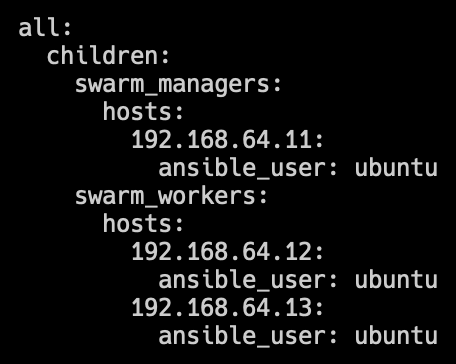 all:
  children:
    swarm_managers:
      hosts:
        192.168.64.11:
          ansible_user: ubuntu
    swarm_workers:
      hosts:
        192.168.64.12:
          ansible_user: ubuntu
        192.168.64.13:
          ansible_user: ubuntu